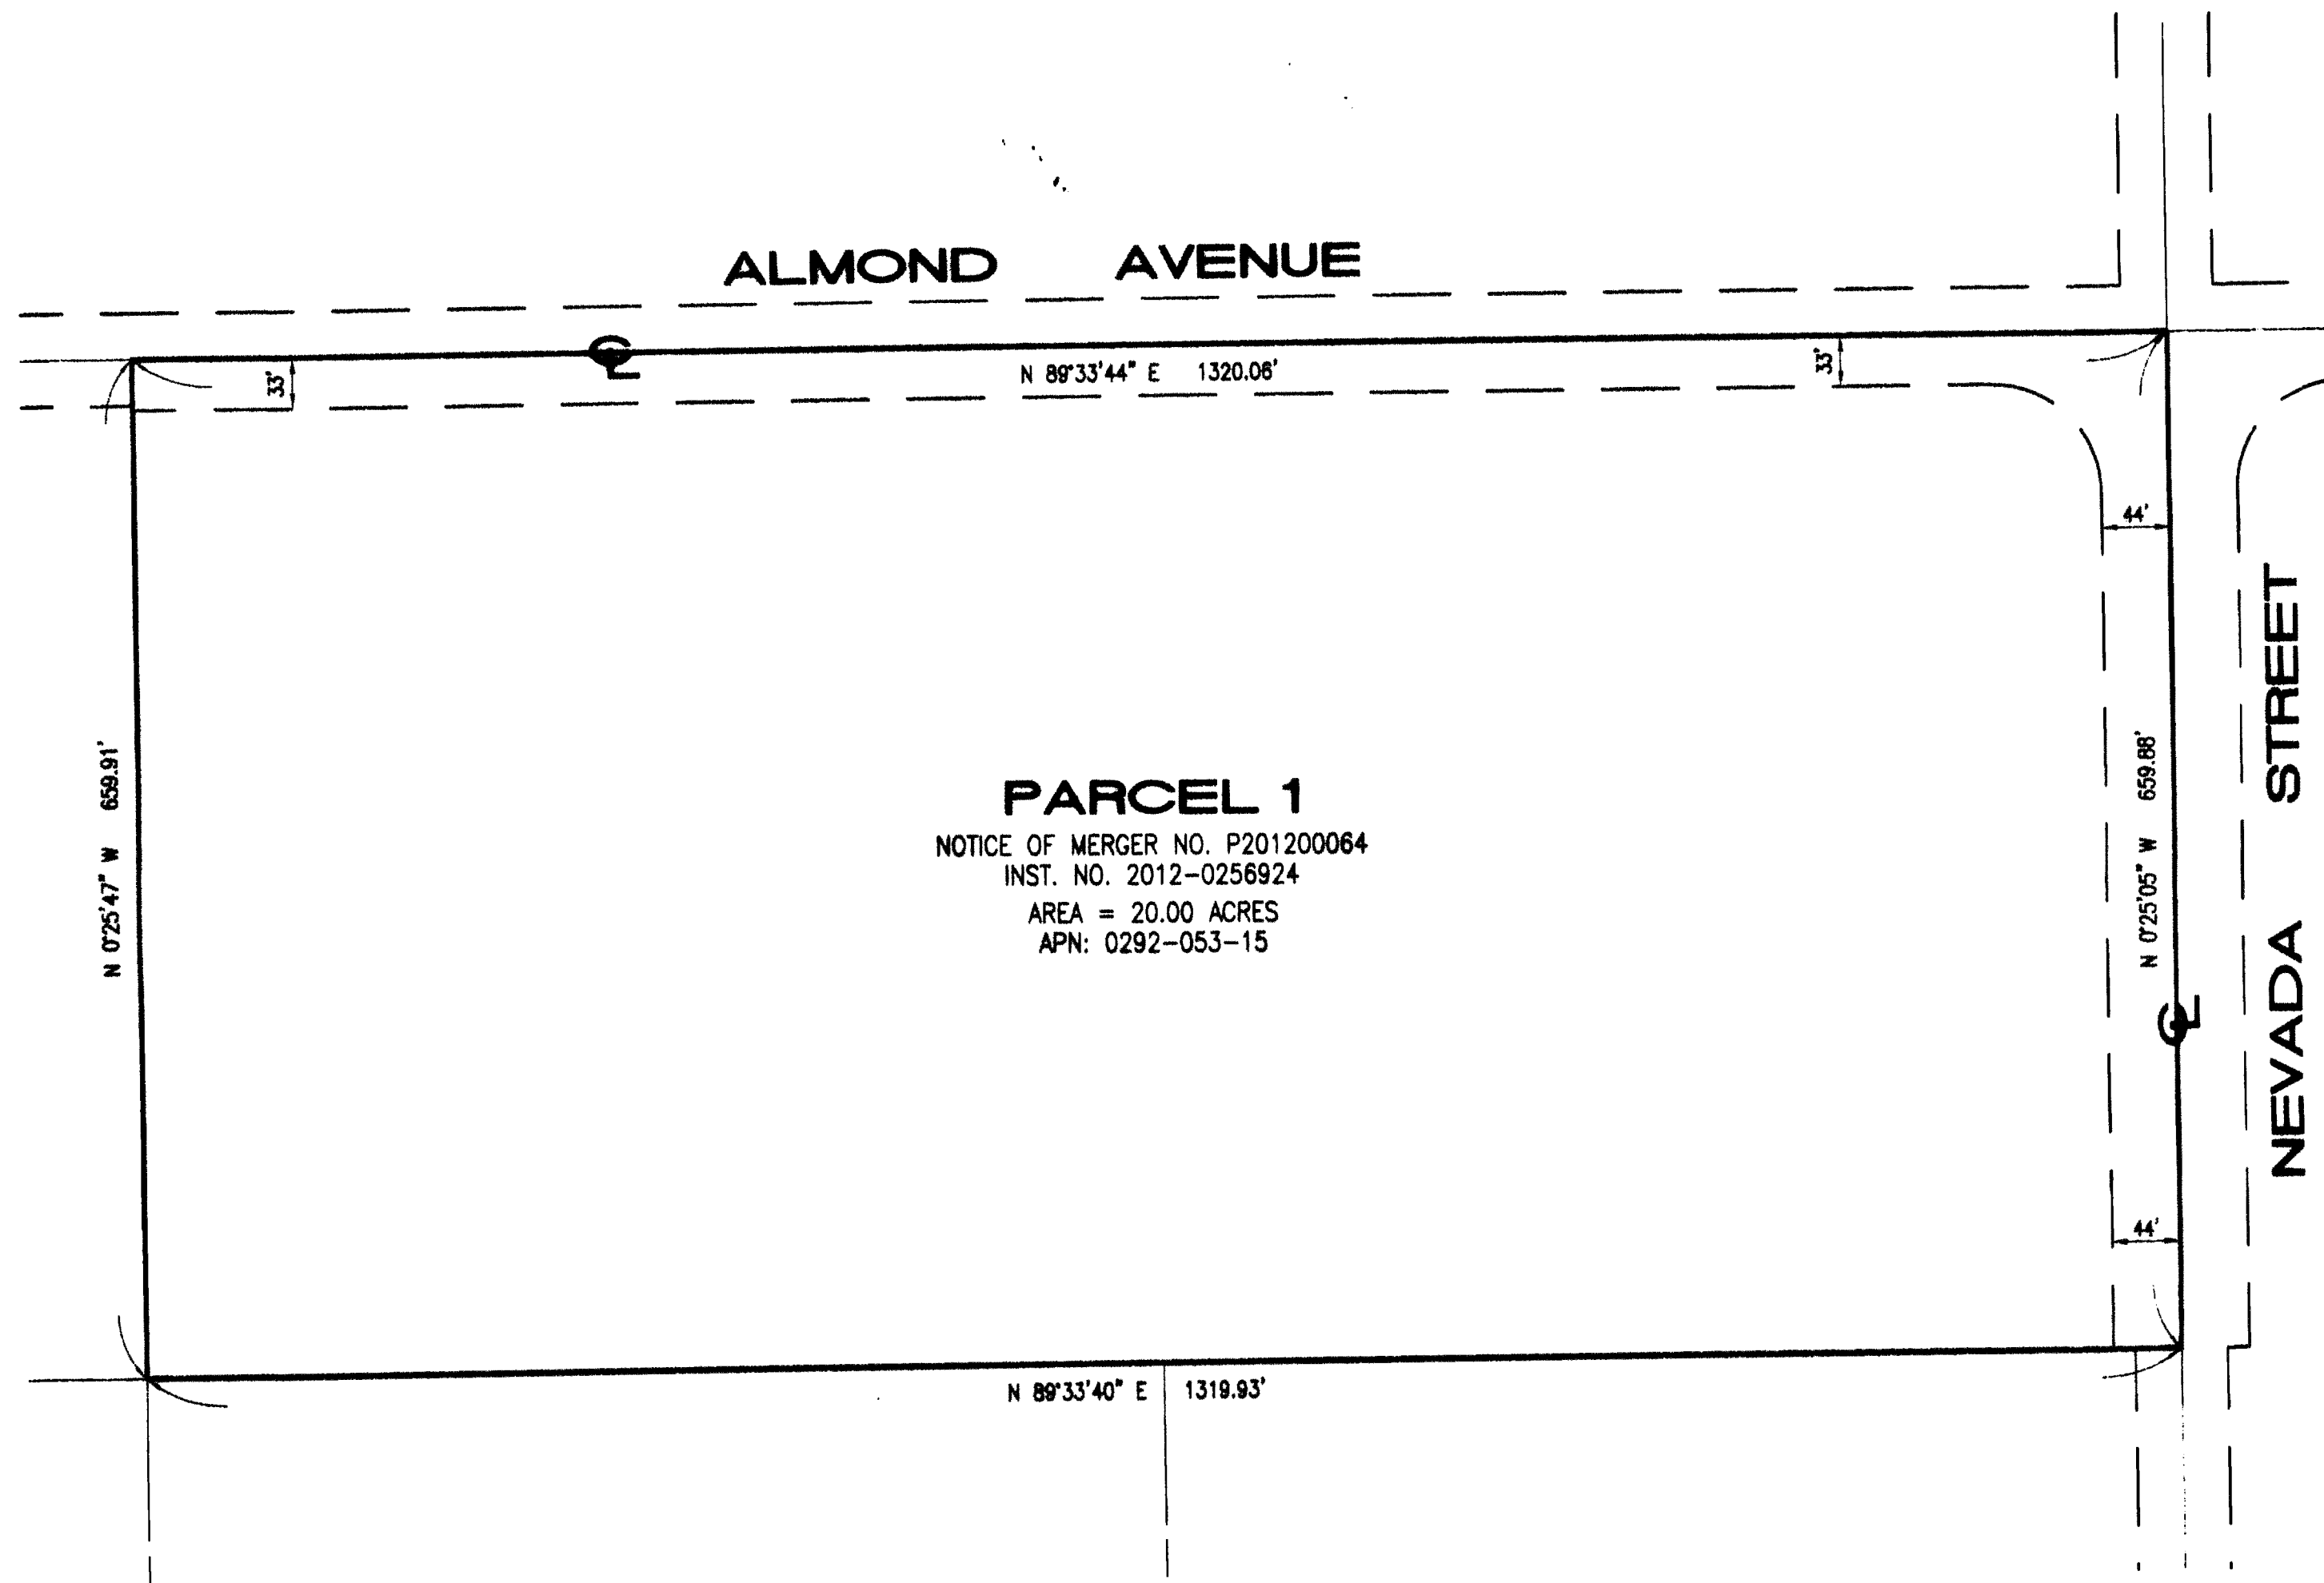 ALMOND AVENUE
℄
33'
N 89°33'44" E 1320.06'
33'
44'
N 0°25'47" W 659.91'
PARCEL 1
NOTICE OF MERGER NO. P201200064
INST. NO. 2012-0256924
AREA = 20.00 ACRES
APN: 0292-053-15
N 0°25'05" W 659.88'
℄
NEVADA STREET
44'
N 89°33'40" E 1319.93'